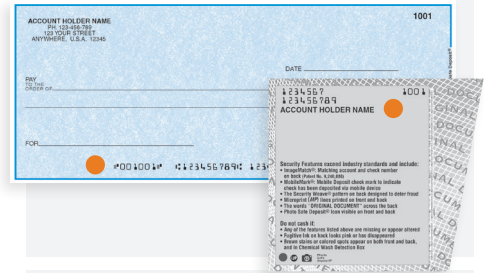 ACCOUNT HOLDER NAME
PH. 123-456-789
123 YOUR STREET
ANYWHERE, U.S.A. 12345
1001
DATE
PAY
TO THE
ORDER OF
FOR
⑈001001⑈ ⑆123456789⑆ 123
1234567 1001
123456789
ACCOUNT HOLDER NAME
Security Features exceed industry standards and include:
• ImageMatch®: Matching account and check number
on back
• MobileMark®: Mobile Deposit check mark to indicate
check has been deposited via mobile device
• The Security Weave® pattern on back designed to deter fraud
• Microprint (MP) lines printed on front and back
• The words "ORIGINAL DOCUMENT" across the back
• Photo Safe Deposit® icon visible on front and back
Do not cash if:
• Any of the features listed above are missing or appear altered
• Fugitive ink on back looks pink or has disappeared
• Brown stains or colored spots appear on both front and back,
and in Chemical Wash Detection Box